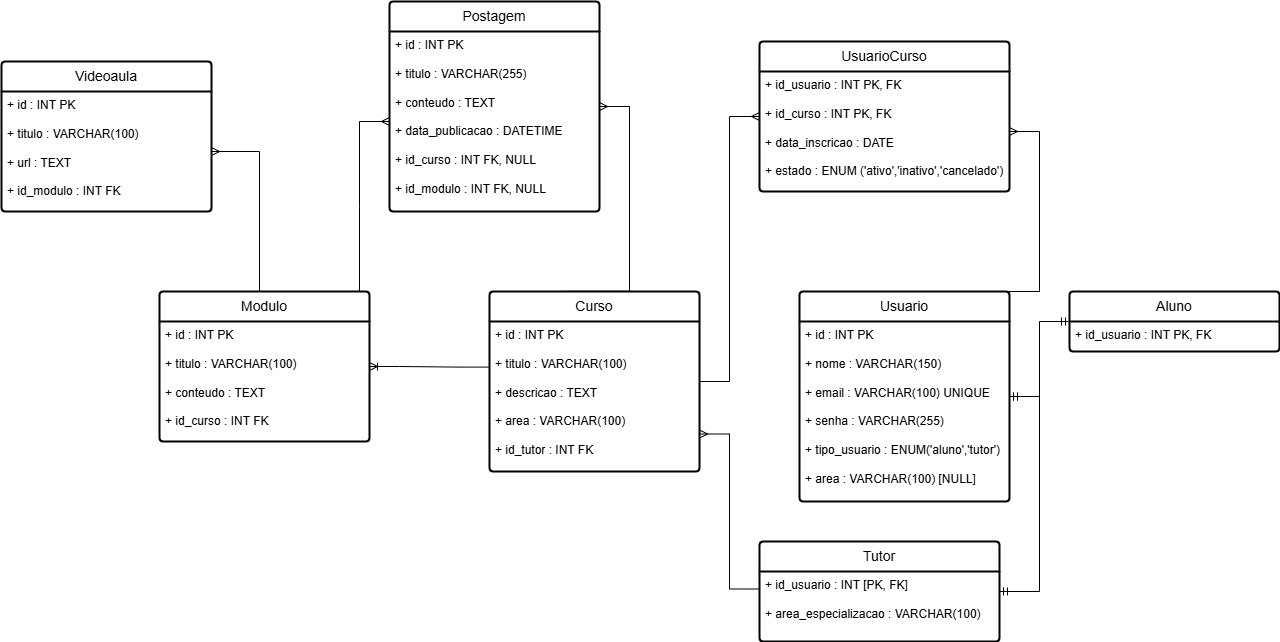 Postagem
+ id : INT PK
+ titulo : VARCHAR(255)
+ conteudo : TEXT
+ data_publicacao : DATETIME
+ id_curso : INT FK, NULL
+ id_modulo : INT FK, NULL
UsuarioCurso
+ id_usuario : INT PK, FK
+ id_curso : INT PK, FK
+ data_inscricao : DATE
+ estado : ENUM ('ativo','inativo','cancelado')
Videoaula
+ id : INT PK
+ titulo : VARCHAR(100)
+ url : TEXT
+ id_modulo : INT FK
Modulo
+ id : INT PK
+ titulo : VARCHAR(100)
+ conteudo : TEXT
+ id_curso : INT FK
Curso
+ id : INT PK
+ titulo : VARCHAR(100)
+ descricao : TEXT
+ area : VARCHAR(100)
+ id_tutor : INT FK
Usuario
+ id : INT PK
+ nome : VARCHAR(150)
+ email : VARCHAR(100) UNIQUE
+ senha : VARCHAR(255)
+ tipo_usuario : ENUM('aluno','tutor')
+ area : VARCHAR(100) [NULL]
Aluno
+ id_usuario : INT PK, FK
Tutor
+ id_usuario : INT [PK, FK]
+ area_especializacao : VARCHAR(100)